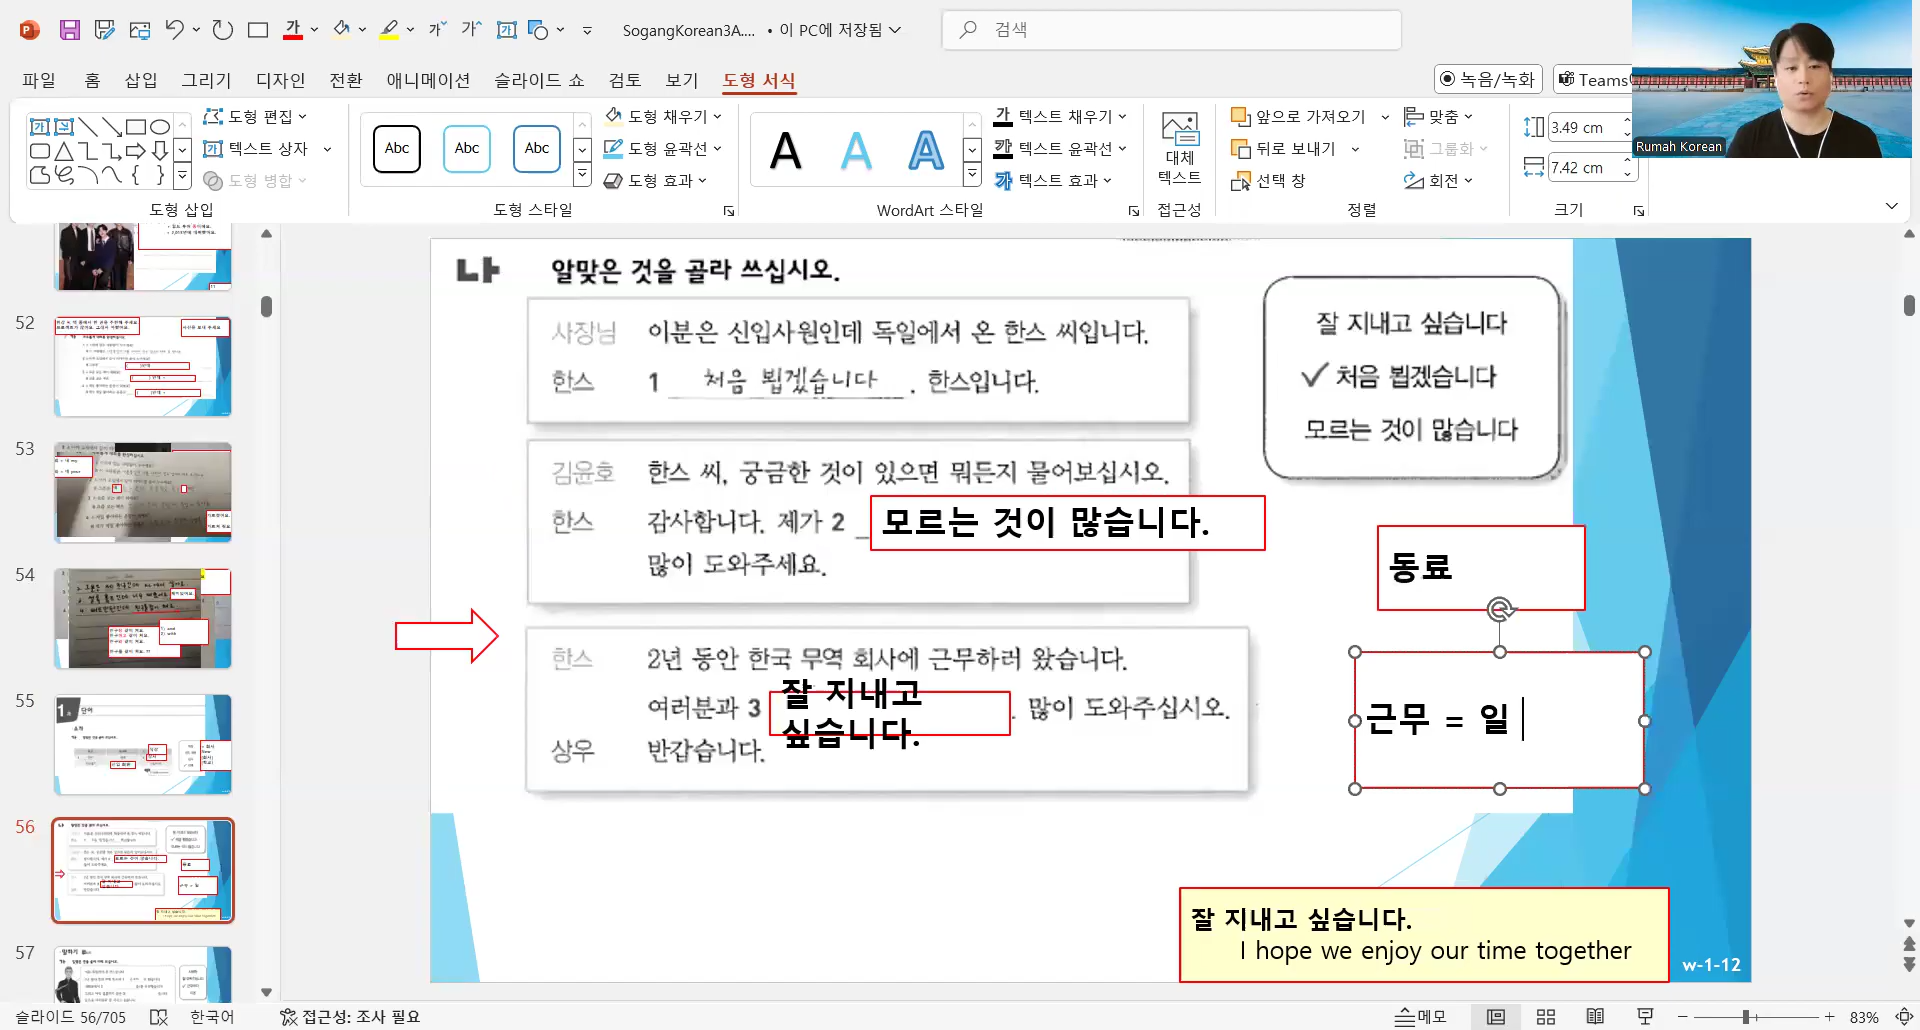 SogangKorean3A.... • 이 PC에 저장됨
검색
파일 홈 삽입 그리기 디자인 전환 애니메이션 슬라이드 쇼 검토 보기 도형 서식
녹음/녹화 Teams
도형 편집
텍스트 상자
도형 병합
도형 삽입
Abc Abc Abc
도형 채우기
도형 윤곽선
도형 효과
도형 스타일
A A A
텍스트 채우기
텍스트 윤곽선
텍스트 효과
WordArt 스타일
대체
텍스트
접근성
앞으로 가져오기
뒤로 보내기
선택 창
맞춤
그룹화
회전
정렬
3.49 cm
7.42 cm
크기
Rumah Korean
52
53
54
55
56
57
나 알맞은 것을 골라 쓰십시오.
사장님 이분은 신입사원인데 독일에서 온 한스 씨입니다.
한스 1 처음 뵙겠습니다 . 한스입니다.
김윤호 한스 씨, 궁금한 것이 있으면 뭐든지 물어보십시오.
한스 감사합니다. 제가 2 모르는 것이 많습니다.
많이 도와주세요.
한스 2년 동안 한국 무역 회사에 근무하러 왔습니다.
여러분과 3 잘 지내고 싶습니다. . 많이 도와주십시오.
상우 반갑습니다.
잘 지내고 싶습니다
✓ 처음 뵙겠습니다
모르는 것이 많습니다
동료
근무 = 일
잘 지내고 싶습니다.
I hope we enjoy our time together
w-1-12
슬라이드 56/705 한국어 접근성: 조사 필요
메모 83%